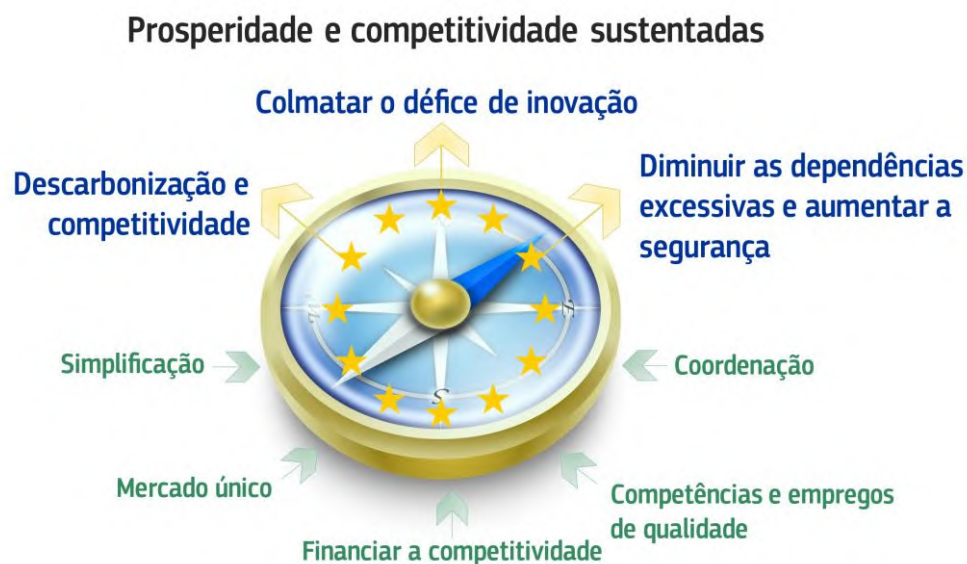 Prosperidade e competitividade sustentadas
Colmatar o défice de inovação
Descarbonização e
competitividade
Diminuir as dependências
excessivas e aumentar a
segurança
Simplificação
Coordenação
Mercado único
Competências e empregos
de qualidade
Financiar a competitividade
N
E
S
W